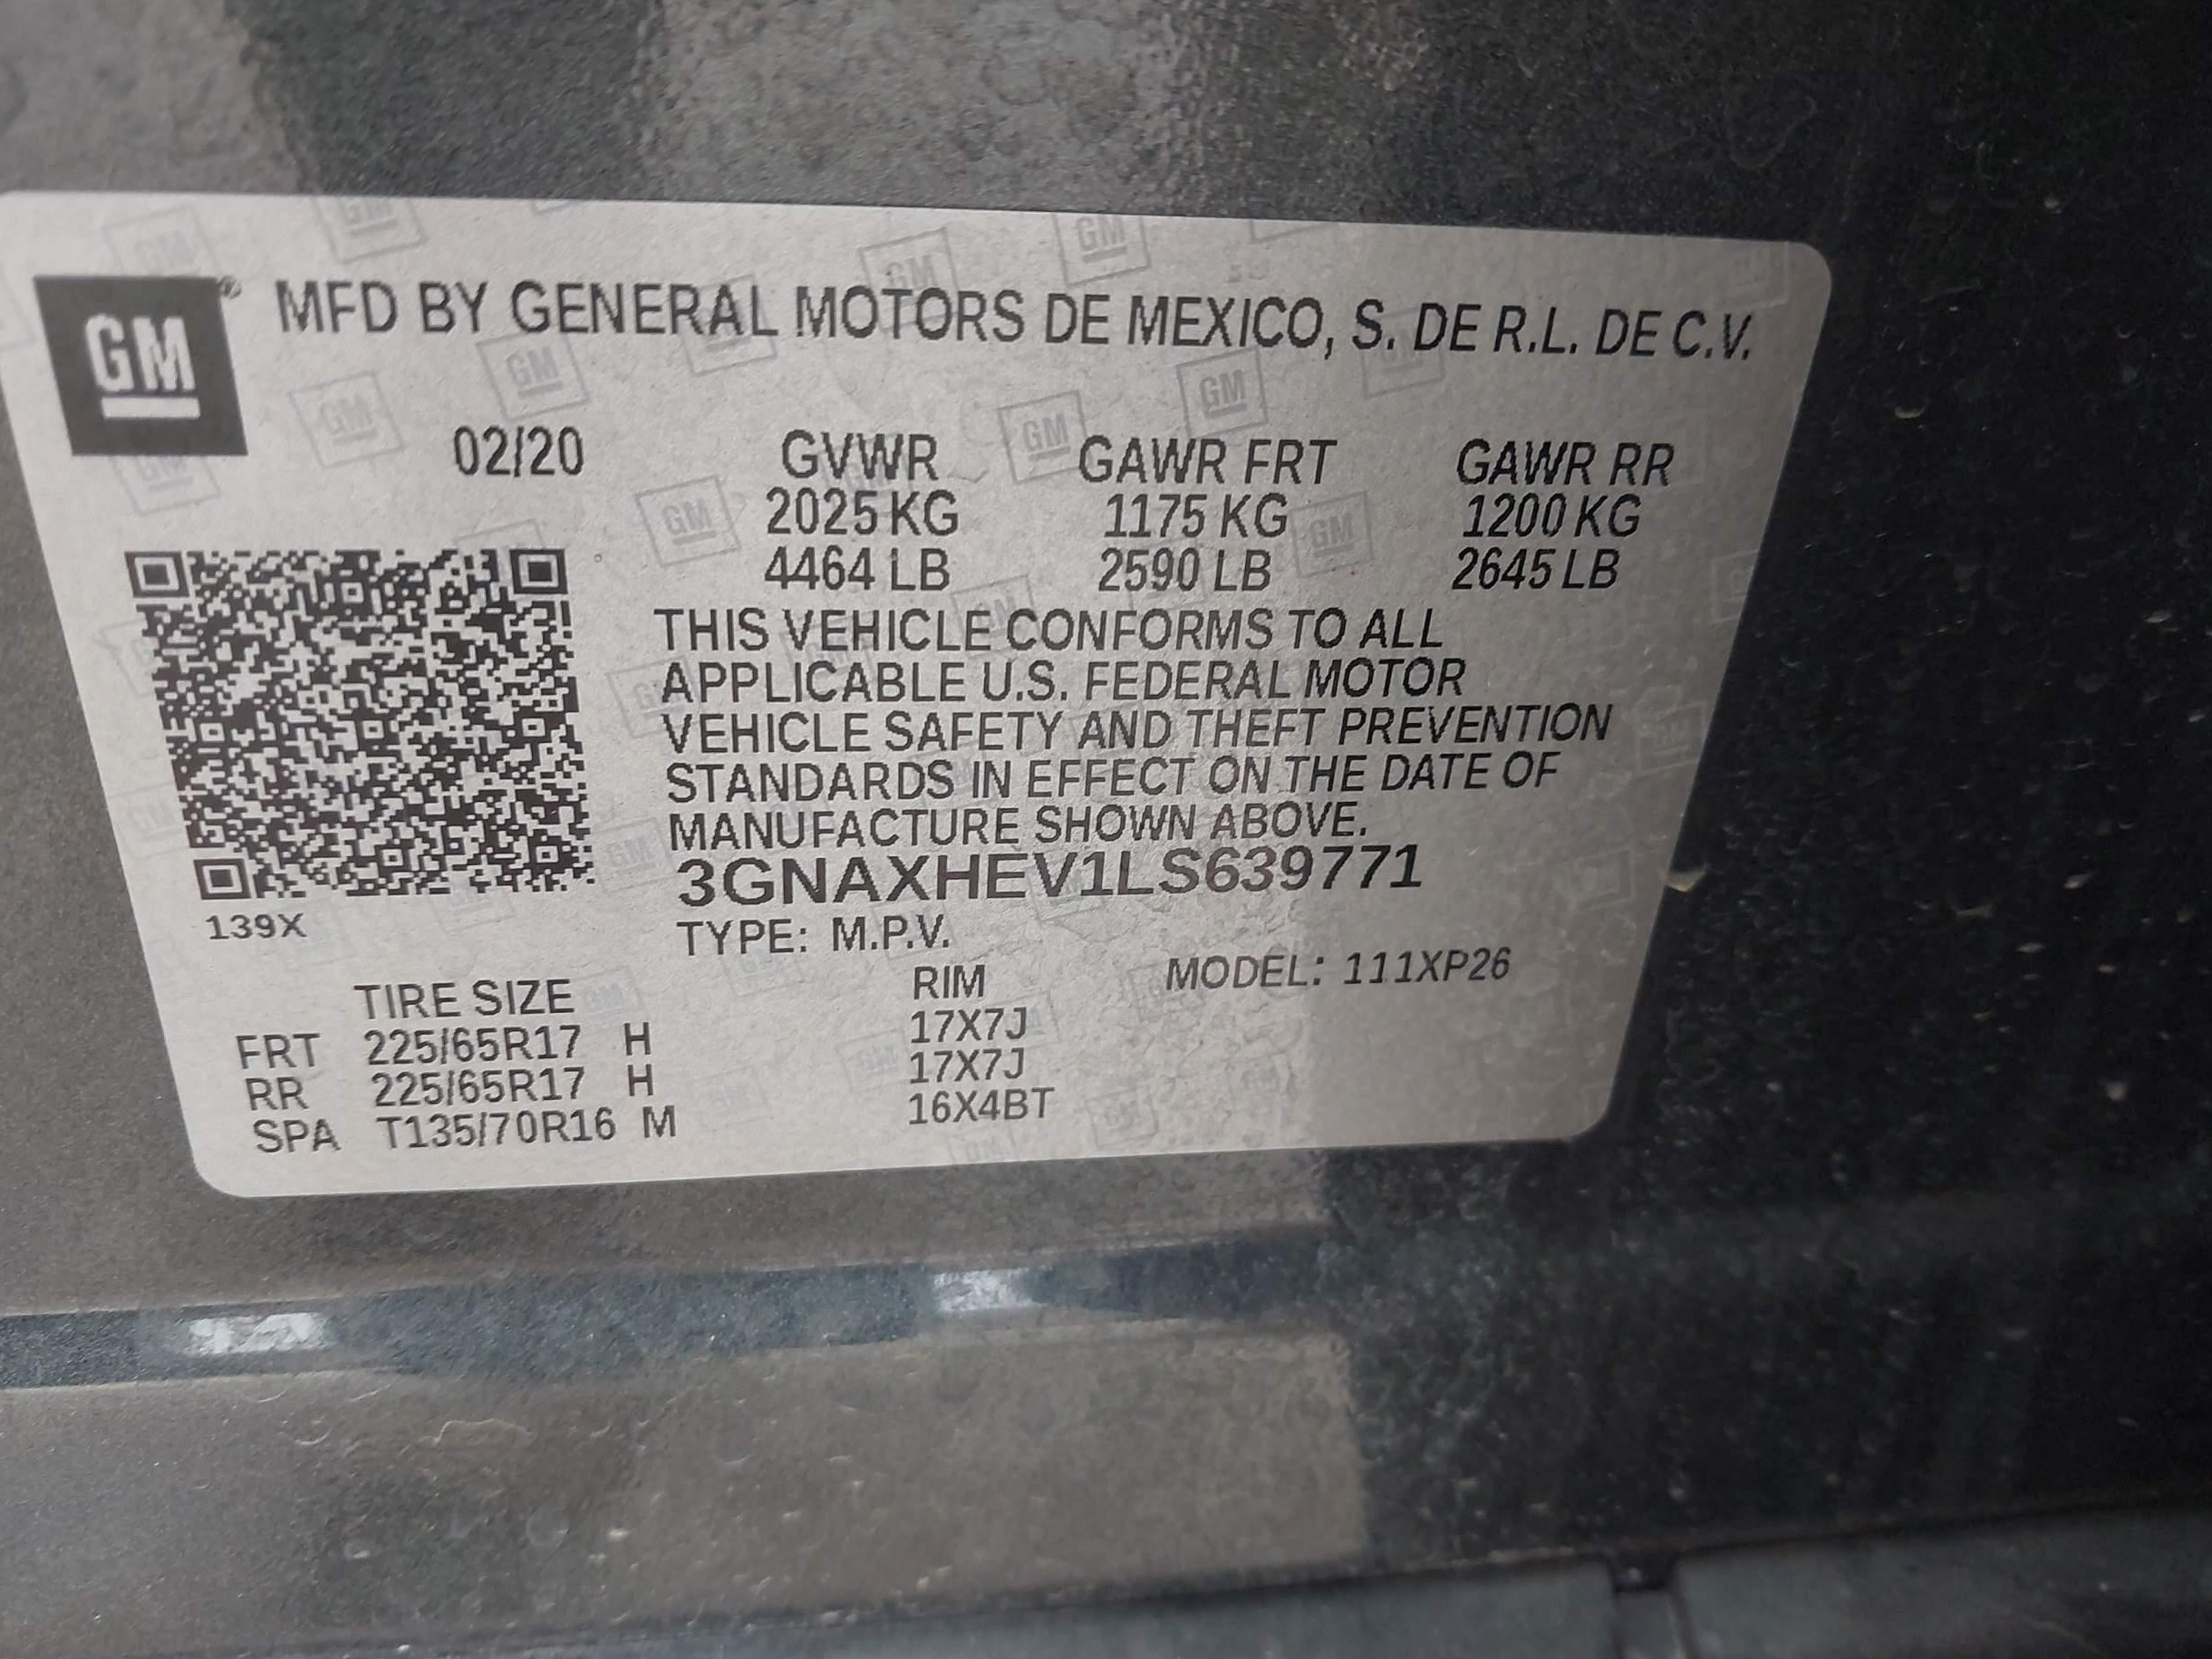 GM® MFD BY GENERAL MOTORS DE MEXICO, S. DE R.L. DE C.V.
02/20 GVWR GAWR FRT GAWR RR
2025 KG 1175 KG 1200 KG
4464 LB 2590 LB 2645 LB
THIS VEHICLE CONFORMS TO ALL
APPLICABLE U.S. FEDERAL MOTOR
VEHICLE SAFETY AND THEFT PREVENTION
STANDARDS IN EFFECT ON THE DATE OF
MANUFACTURE SHOWN ABOVE.
3GNAXHEV1LS639771
139X
TYPE: M.P.V.
MODEL: 111XP26
TIRE SIZE RIM
FRT 225/65R17 H 17X7J
RR 225/65R17 H 17X7J
SPA T135/70R16 M 16X4BT